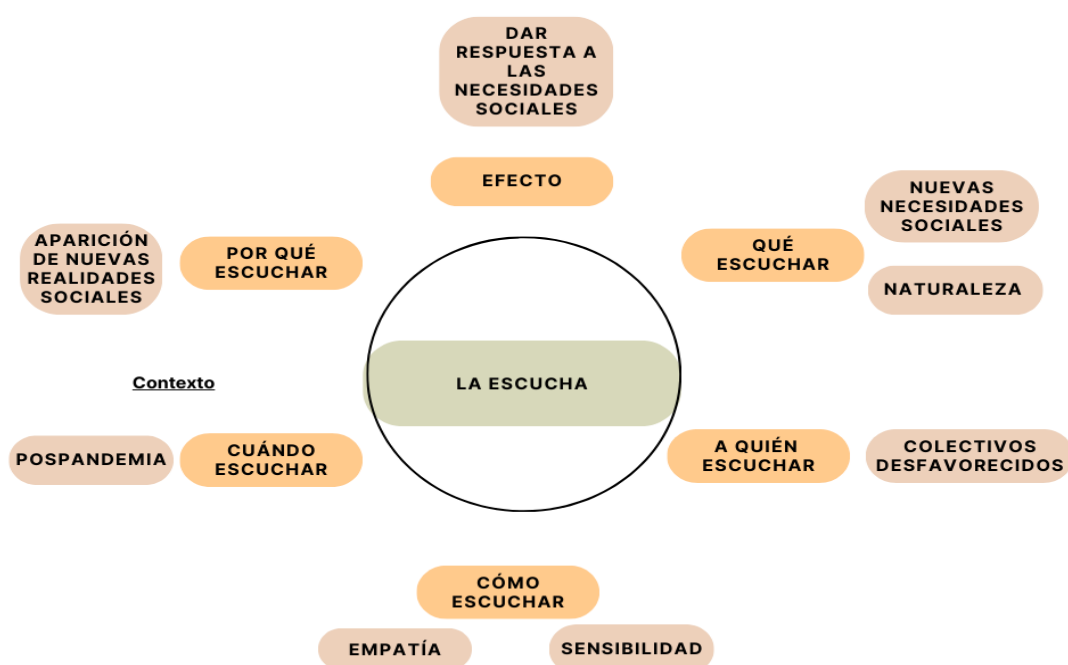 DAR
RESPUESTA A
LAS
NECESIDADES
SOCIALES
EFECTO
NUEVAS
NECESIDADES
SOCIALES
QUÉ
ESCUCHAR
NATURALEZA
APARICIÓN
DE NUEVAS
REALIDADES
SOCIALES
POR QUÉ
ESCUCHAR
LA ESCUCHA
Contexto
POSPANDEMIA
CUÁNDO
ESCUCHAR
A QUIÉN
ESCUCHAR
COLECTIVOS
DESFAVORECIDOS
CÓMO
ESCUCHAR
EMPATÍA
SENSIBILIDAD